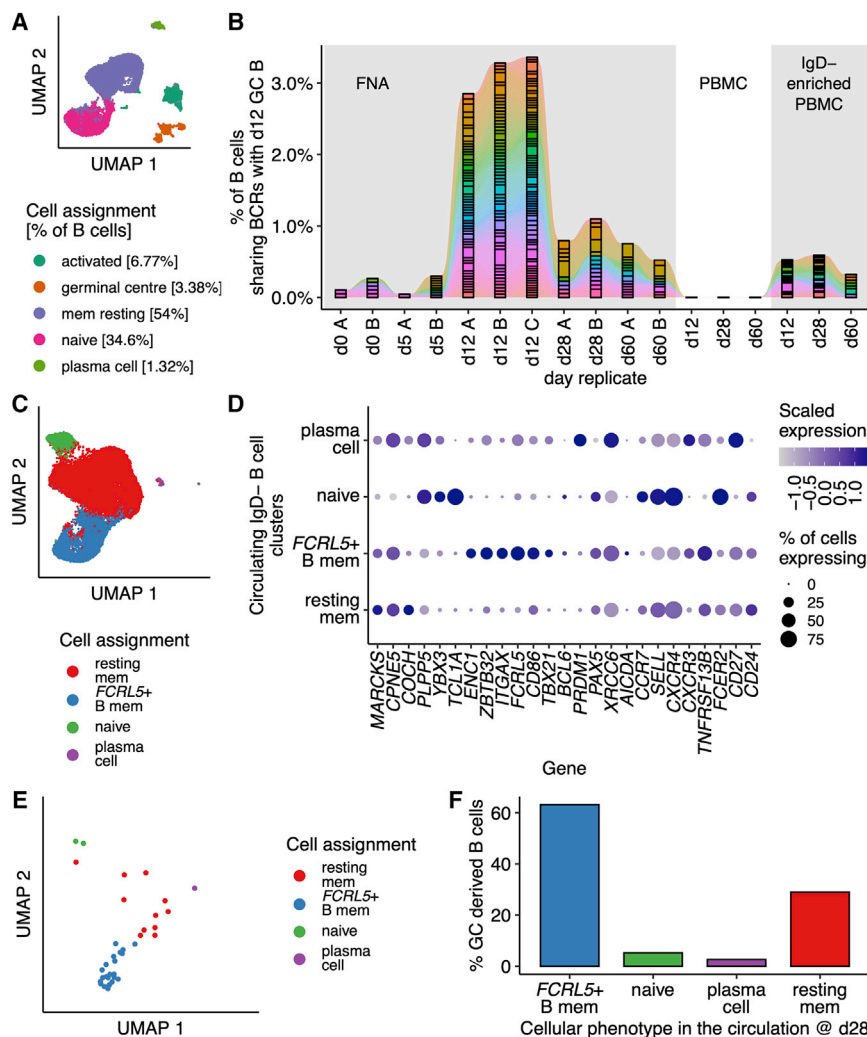 A
UMAP 2
UMAP 1
Cell assignment
[% of B cells]
activated [6.77%]
germinal centre [3.38%]
mem resting [54%]
naive [34.6%]
plasma cell [1.32%]
B
% of B cells
sharing BCRs with d12 GC B
3.0%
2.0%
1.0%
0.0%
FNA
PBMC
IgD−
enriched
PBMC
d0 A
d0 B
d5 A
d5 B
d12 A
d12 B
d12 C
d28 A
d28 B
d60 A
d60 B
d12
d28
d60
d12
d28
d60
day replicate
C
UMAP 2
UMAP 1
Cell assignment
resting
mem
FCRL5+
B mem
naive
plasma
cell
D
Circulating IgD− B cell
clusters
plasma
cell
naive
FCRL5+
B mem
resting
mem
MARCKS
CPNE5
COCH
PLPP5
YBX3
TCL1A
ENC1
ZBTB32
ITGAX
FCRL5
CD86
TBX21
BCL6
PRDM1
PAX5
XRCC6
AICDA
CCR7
SELL
CXCR4
CXCR3
TNFRSF13B
FCER2
CD27
CD24
Gene
Scaled
expression
−1.0
−0.5
0.0
0.5
1.0
% of cells
expressing
0
25
50
75
E
UMAP 2
UMAP 1
Cell assignment
resting
mem
FCRL5+
B mem
naive
plasma
cell
F
% GC derived B cells
60
40
20
0
FCRL5+
B mem
naive
plasma
cell
resting
mem
Cellular phenotype in the circulation @ d28